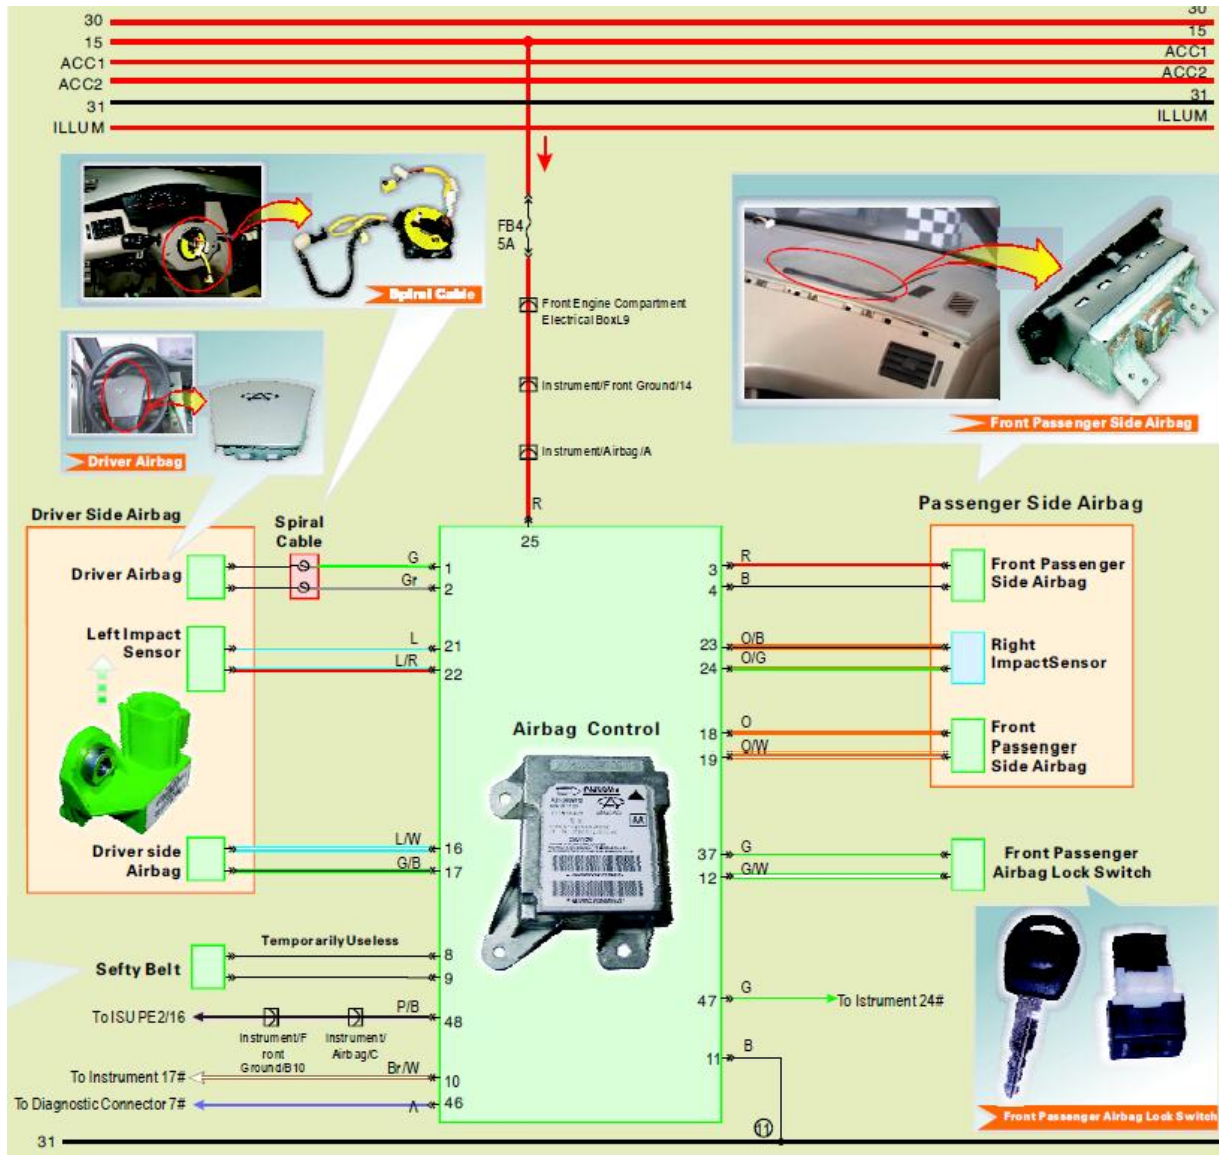 30
15
ACC1
ACC2
31
ILLUM
30
15
ACC1
ACC2
31
ILLUM
FB4
5A
Spiral Cable
Front Engine Compartment
Electrical BoxL9
Instrument/Front Ground/14
Instrument/Airbag/A
Driver Airbag
Front Passenger Side Airbag
R
25
Driver Side Airbag
Spiral
Cable
Passenger Side Airbag
Driver Airbag
G
1
Gr
2
3
R
4
B
Front Passenger
Side Airbag
Left Impact
Sensor
L
21
L/R
22
23
O/B
24
O/G
Right
ImpactSensor
Airbag Control
18
O
19
O/W
Front
Passenger
Side Airbag
AA
Driver side
Airbag
L/W
16
G/B
17
37
G
12
G/W
Front Passenger
Airbag Lock Switch
Temporarily Useless
Sefty Belt
8
9
To ISU PE2/16
P/B
48
Instrument/F
ront
Ground/B10
Instrument/
Airbag/C
47
G
To Istrument 24#
To Instrument 17#
Br/W
10
11
B
To Diagnostic Connector 7#
46
Front Passenger Airbag Lock Switch
31
11